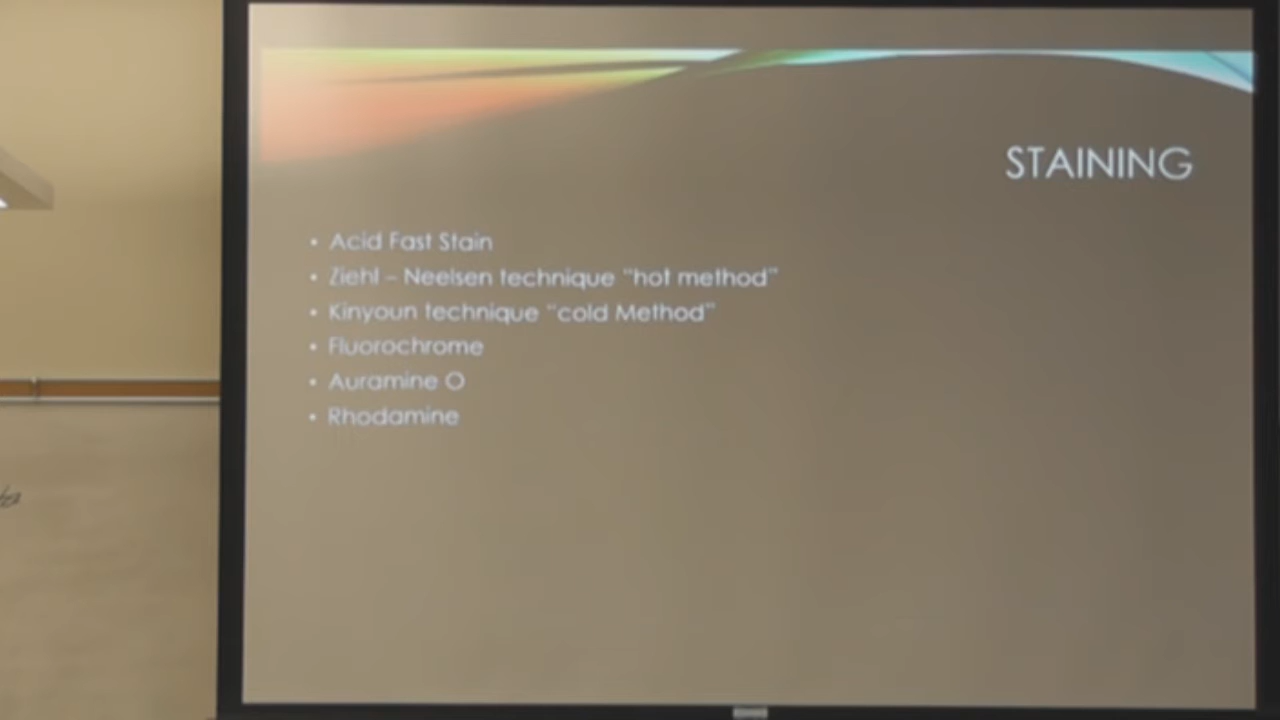 STAINING
• Acid Fast Stain
• Ziehl – Neelsen technique "hot method"
• Kinyoun technique "cold Method"
• Fluorochrome
• Auramine O
• Rhodamine